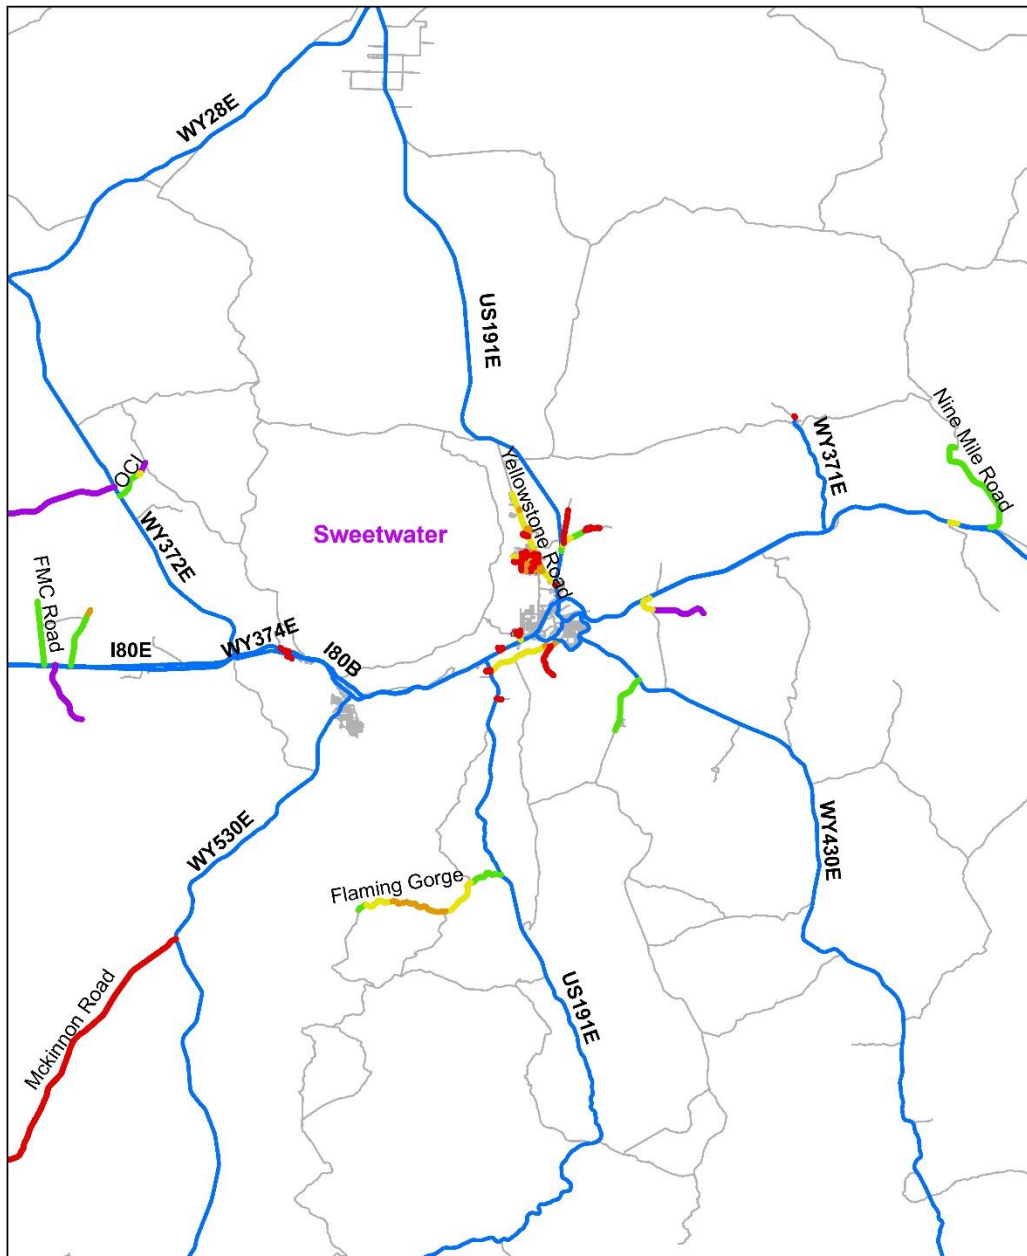 WY28E
US191E
Nine Mile Road
WY371E
Yellowstone Road
OCI
Sweetwater
WY372E
FMC Road
WY374E
I80E
I80B
WY530E
WY430E
Flaming Gorge
Mckinnon Road
US191E